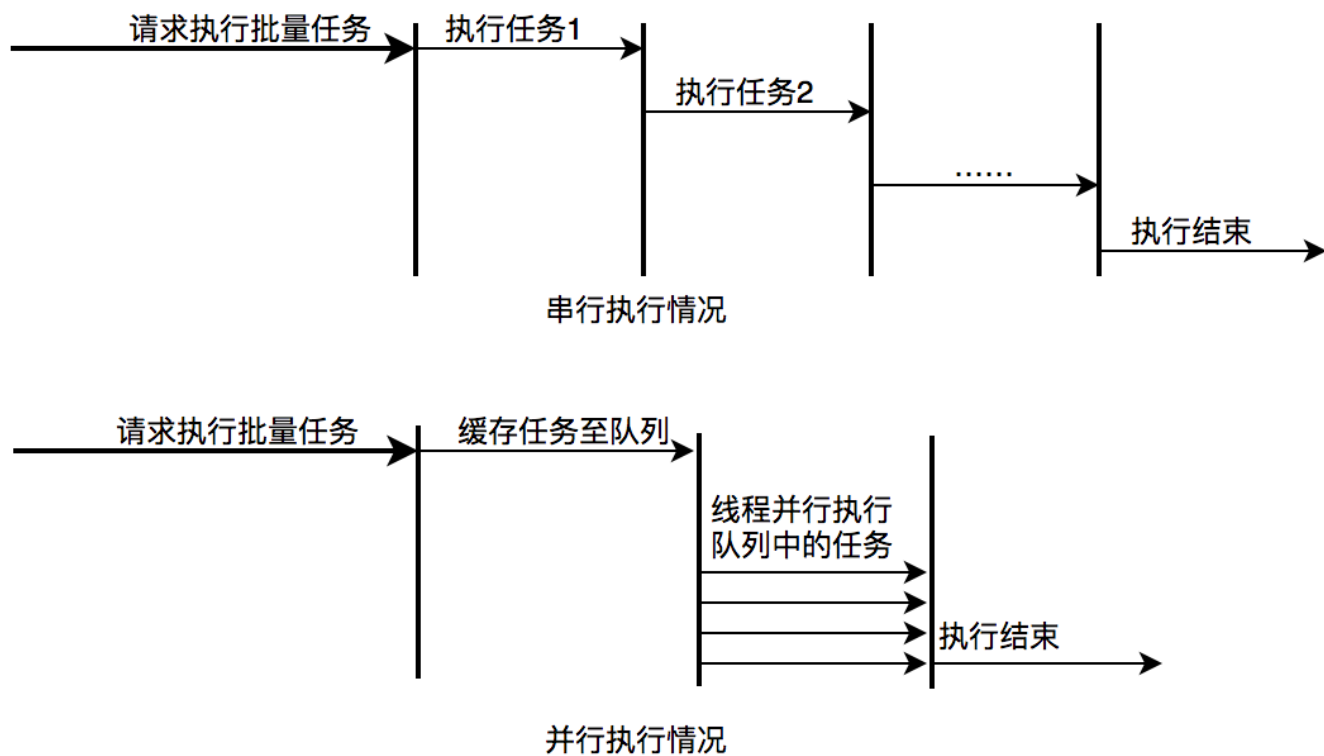 请求执行批量任务
执行任务1
执行任务2
……
执行结束
串行执行情况
请求执行批量任务
缓存任务至队列
线程并行执行
队列中的任务
执行结束
并行执行情况